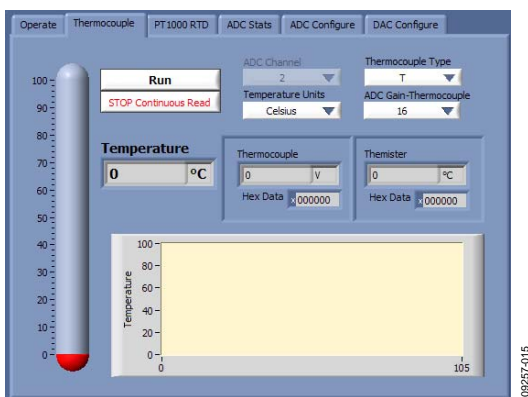 Operate Thermocouple PT1000 RTD ADC Stats ADC Configure DAC Configure
Run
STOP Continuous Read
ADC Channel
2
Thermocouple Type
T
Temperature Units
Celsius
ADC Gain-Thermocouple
16
100
90
80
70
60
50
40
30
20
10
0
Temperature
0 °C
Thermocouple
0 V
Hex Data x000000
Themister
0 °C
Hex Data x000000
Temperature
100
80
60
40
20
0
0 105
09257-015